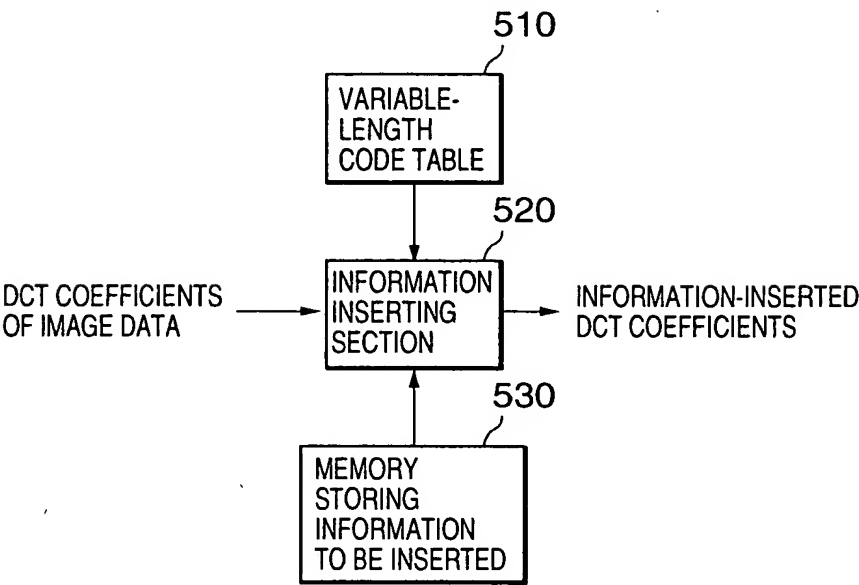 510
VARIABLE-
LENGTH
CODE TABLE
520
DCT COEFFICIENTS
OF IMAGE DATA
INFORMATION
INSERTING
SECTION
INFORMATION-INSERTED
DCT COEFFICIENTS
530
MEMORY
STORING
INFORMATION
TO BE INSERTED